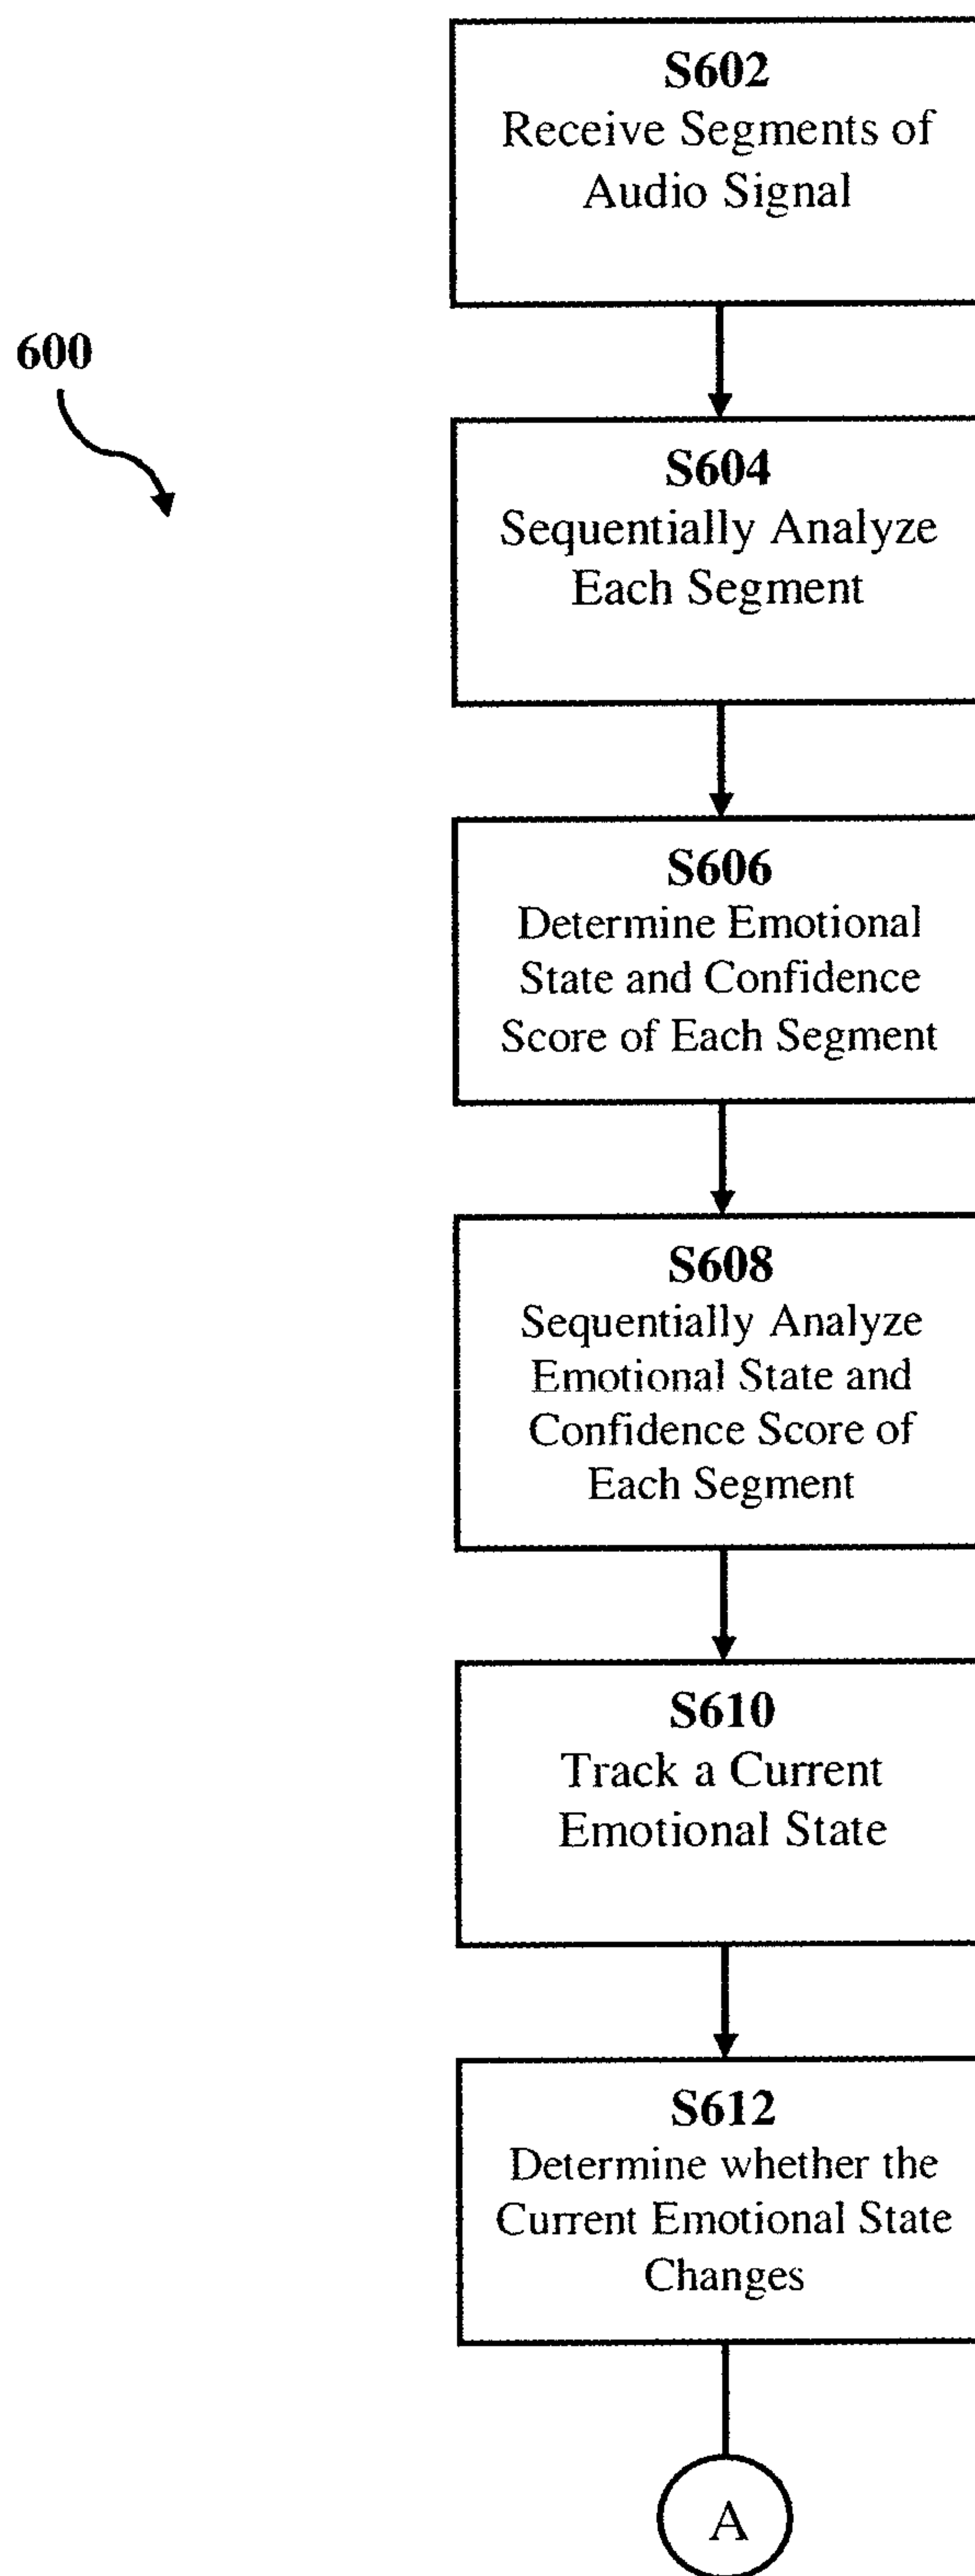 S602
Receive Segments of
Audio Signal
600
S604
Sequentially Analyze
Each Segment
S606
Determine Emotional
State and Confidence
Score of Each Segment
S608
Sequentially Analyze
Emotional State and
Confidence Score of
Each Segment
S610
Track a Current
Emotional State
S612
Determine whether the
Current Emotional State
Changes
A